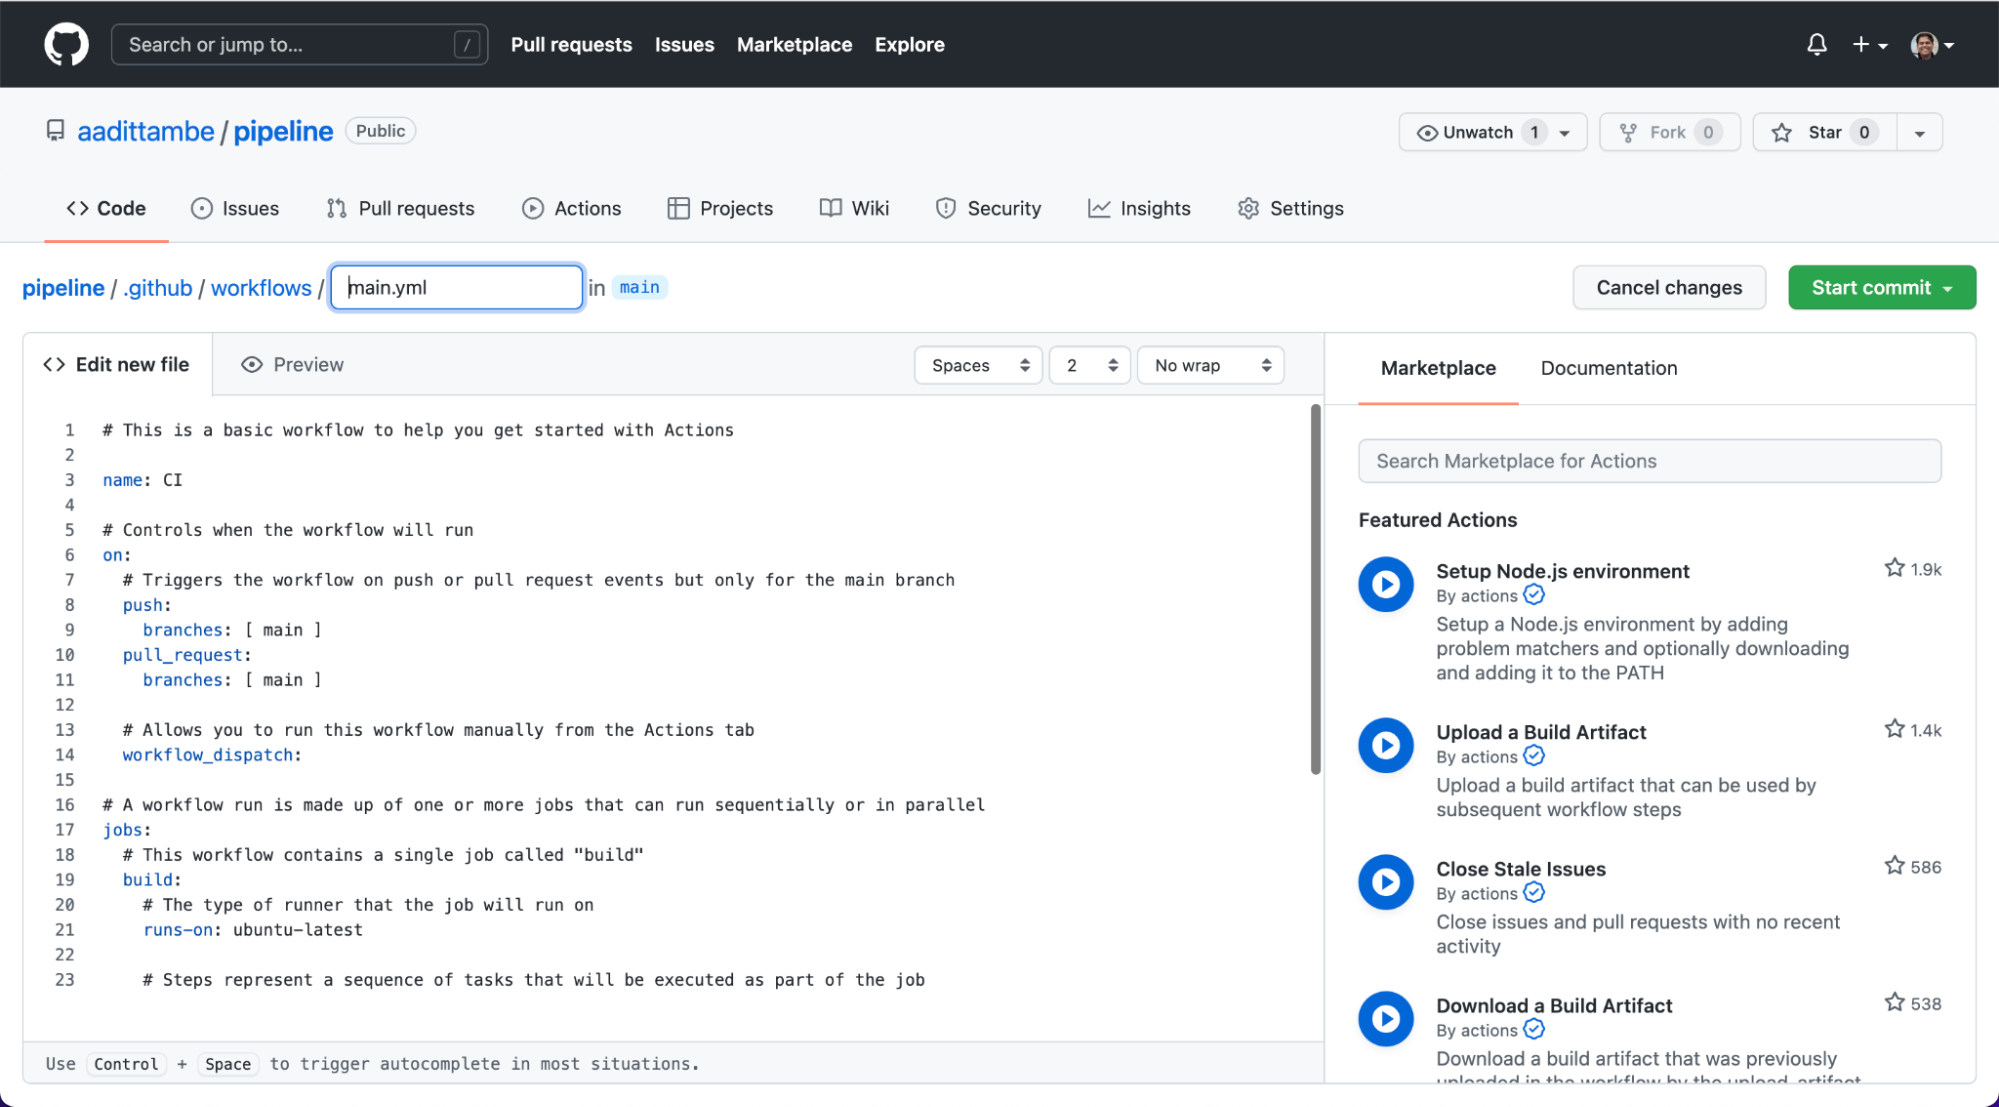 Search or jump to... /
Pull requests Issues Marketplace Explore
aadittambe / pipeline Public
Unwatch 1 Fork 0 Star 0
Code Issues Pull requests Actions Projects Wiki Security Insights Settings
pipeline / .github / workflows / main.yml in main
Cancel changes Start commit
Edit new file Preview
Spaces 2 No wrap
1 # This is a basic workflow to help you get started with Actions
2
3 name: CI
4
5 # Controls when the workflow will run
6 on:
7 # Triggers the workflow on push or pull request events but only for the main branch
8 push:
9 branches: [ main ]
10 pull_request:
11 branches: [ main ]
12
13 # Allows you to run this workflow manually from the Actions tab
14 workflow_dispatch:
15
16 # A workflow run is made up of one or more jobs that can run sequentially or in parallel
17 jobs:
18 # This workflow contains a single job called "build"
19 build:
20 # The type of runner that the job will run on
21 runs-on: ubuntu-latest
22
23 # Steps represent a sequence of tasks that will be executed as part of the job
Use Control + Space to trigger autocomplete in most situations.
Marketplace Documentation
Search Marketplace for Actions
Featured Actions
Setup Node.js environment 1.9k
By actions
Setup a Node.js environment by adding
problem matchers and optionally downloading
and adding it to the PATH
Upload a Build Artifact 1.4k
By actions
Upload a build artifact that can be used by
subsequent workflow steps
Close Stale Issues 586
By actions
Close issues and pull requests with no recent
activity
Download a Build Artifact 538
By actions
Download a build artifact that was previously
uploaded in the workflow by the upload-artifact